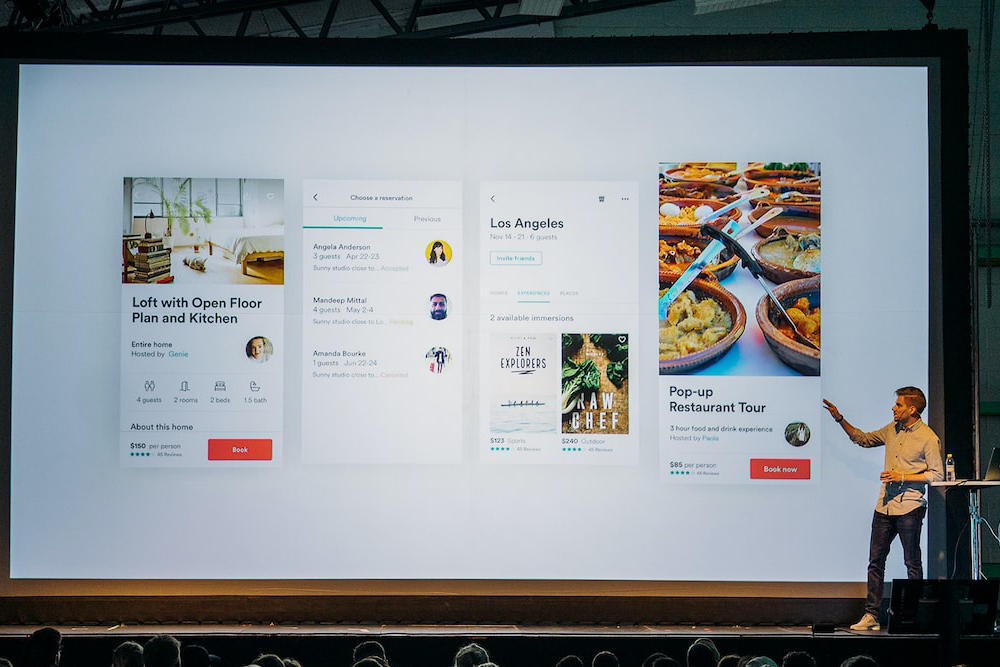 Loft with Open Floor
Plan and Kitchen
Entire home
Hosted by Genie
4 guests
2 rooms
2 beds
1.5 bath
About this home
$150 per person
45 Reviews
Book
Choose a reservation
Upcoming
Previous
Angela Anderson
3 guests Apr 22-23
Sunny studio close to... Accepted
Mandeep Mittal
4 guests May 2-4
Sunny studio close to Lo... Pending
Amanda Bourke
1 guests Jun 22-24
Sunny studio close to... Canceled
Los Angeles
Nov 14 - 21 · 6 guests
Invite friends
HOMES
EXPERIENCES
PLACES
2 available immersions
ZEN
EXPLORERS
$123 Sports
45 Reviews
RAW
CHEF
$240 Outdoor
45 Reviews
Pop-up
Restaurant Tour
3 hour food and drink experience
Hosted by Paola
$85 per person
45 Reviews
Book now